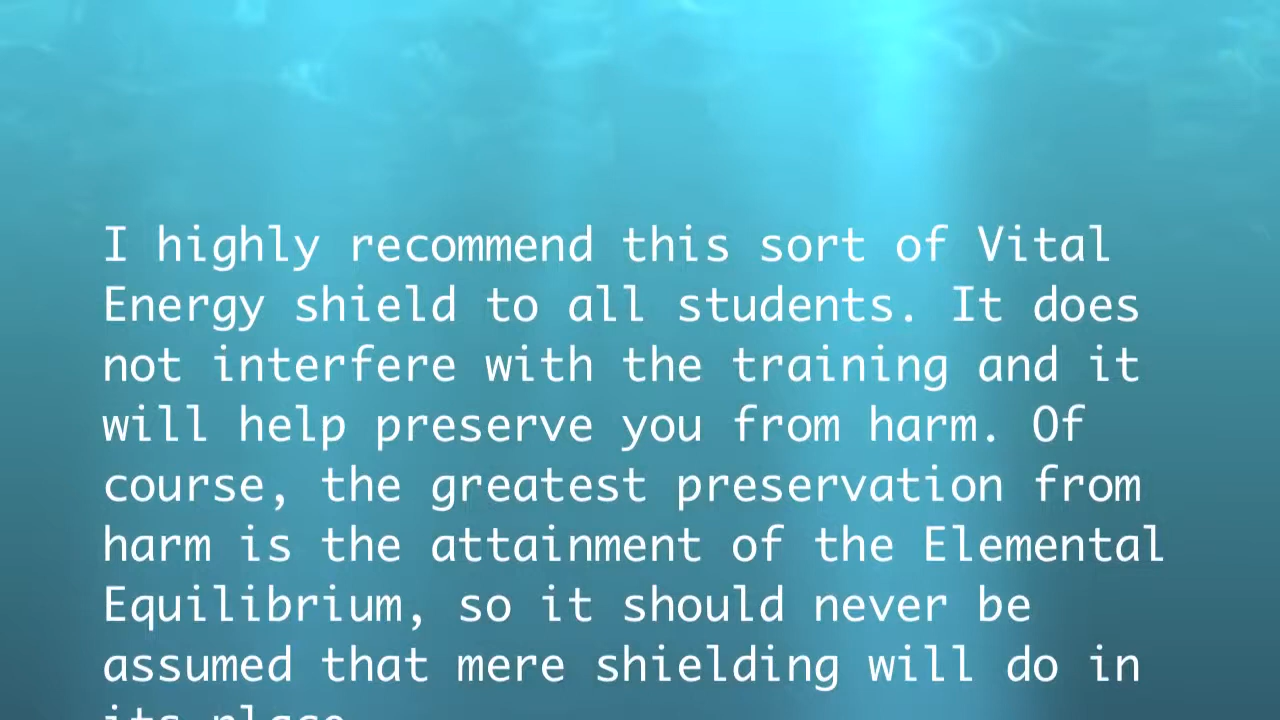 I highly recommend this sort of Vital
Energy shield to all students. It does
not interfere with the training and it
will help preserve you from harm. Of
course, the greatest preservation from
harm is the attainment of the Elemental
Equilibrium, so it should never be
assumed that mere shielding will do in
its place